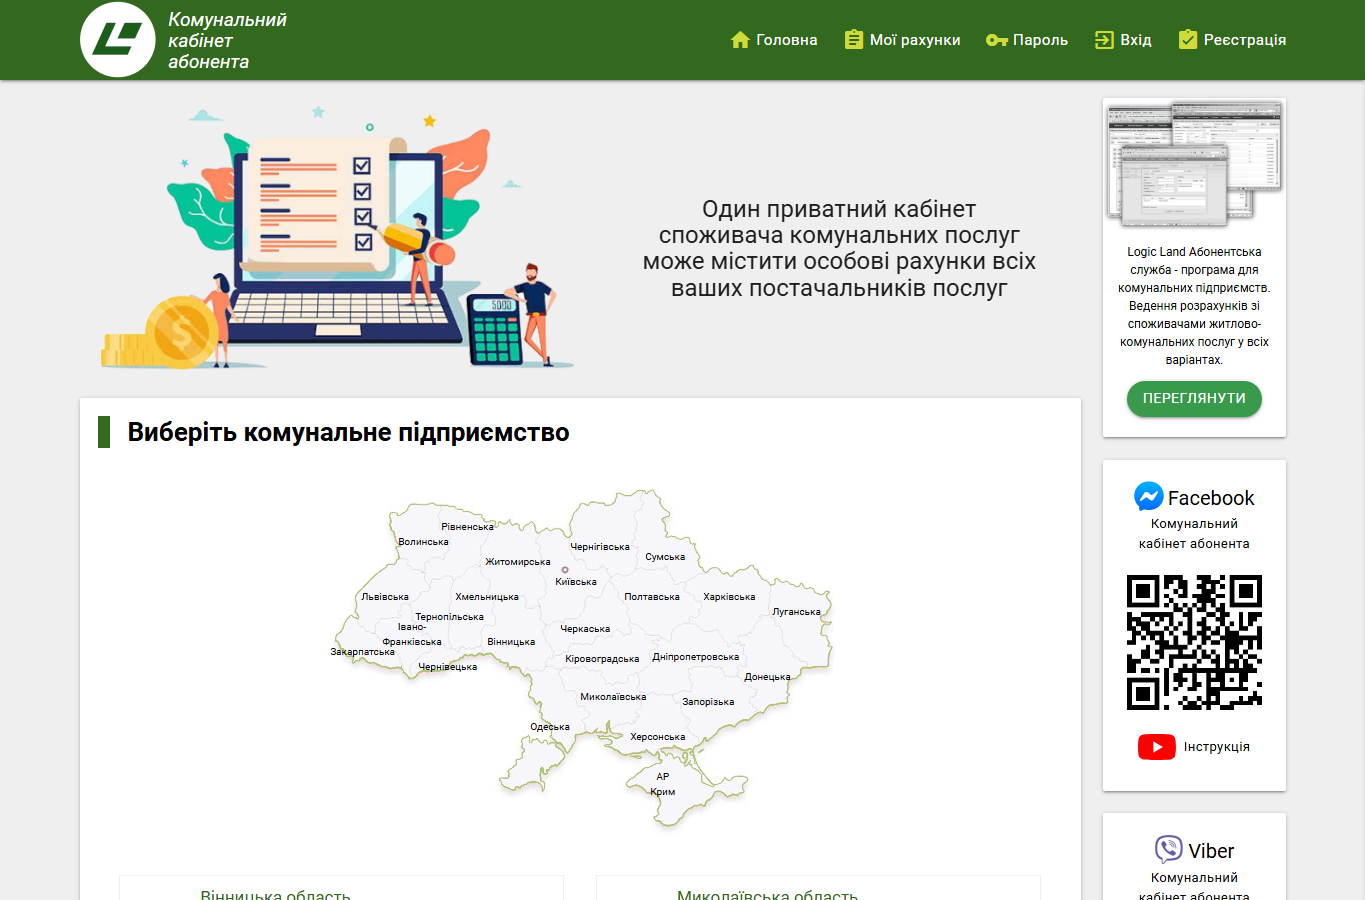 Комунальний
кабінет
абонента
Головна
Мої рахунки
Пароль
Вхід
Реєстрація
5000
Один приватний кабінет
споживача комунальних послуг
може містити особові рахунки всіх
ваших постачальників послуг
Logic Land Абонентська
служба - програма для
комунальних підприємств.
Ведення розрахунків зі
споживачами житлово-
комунальних послуг у всіх
варіантах.
ПЕРЕГЛЯНУТИ
Виберіть комунальне підприємство
Рівненська
Волинська
Житомирська
Чернігівська
Сумська
Київська
Львівська
Хмельницька
Полтавська
Харківська
Тернопільська
Луганська
Івано-
Франківська
Вінницька
Черкаська
Закарпатська
Чернівецька
Кіровоградська
Дніпропетровська
Донецька
Миколаївська
Запорізька
Одеська
Херсонська
АР
Крим
Facebook
Комунальний
кабінет абонента
Інструкція
Viber
Комунальний
кабінет абонента
Вінницька область
Миколаївська область